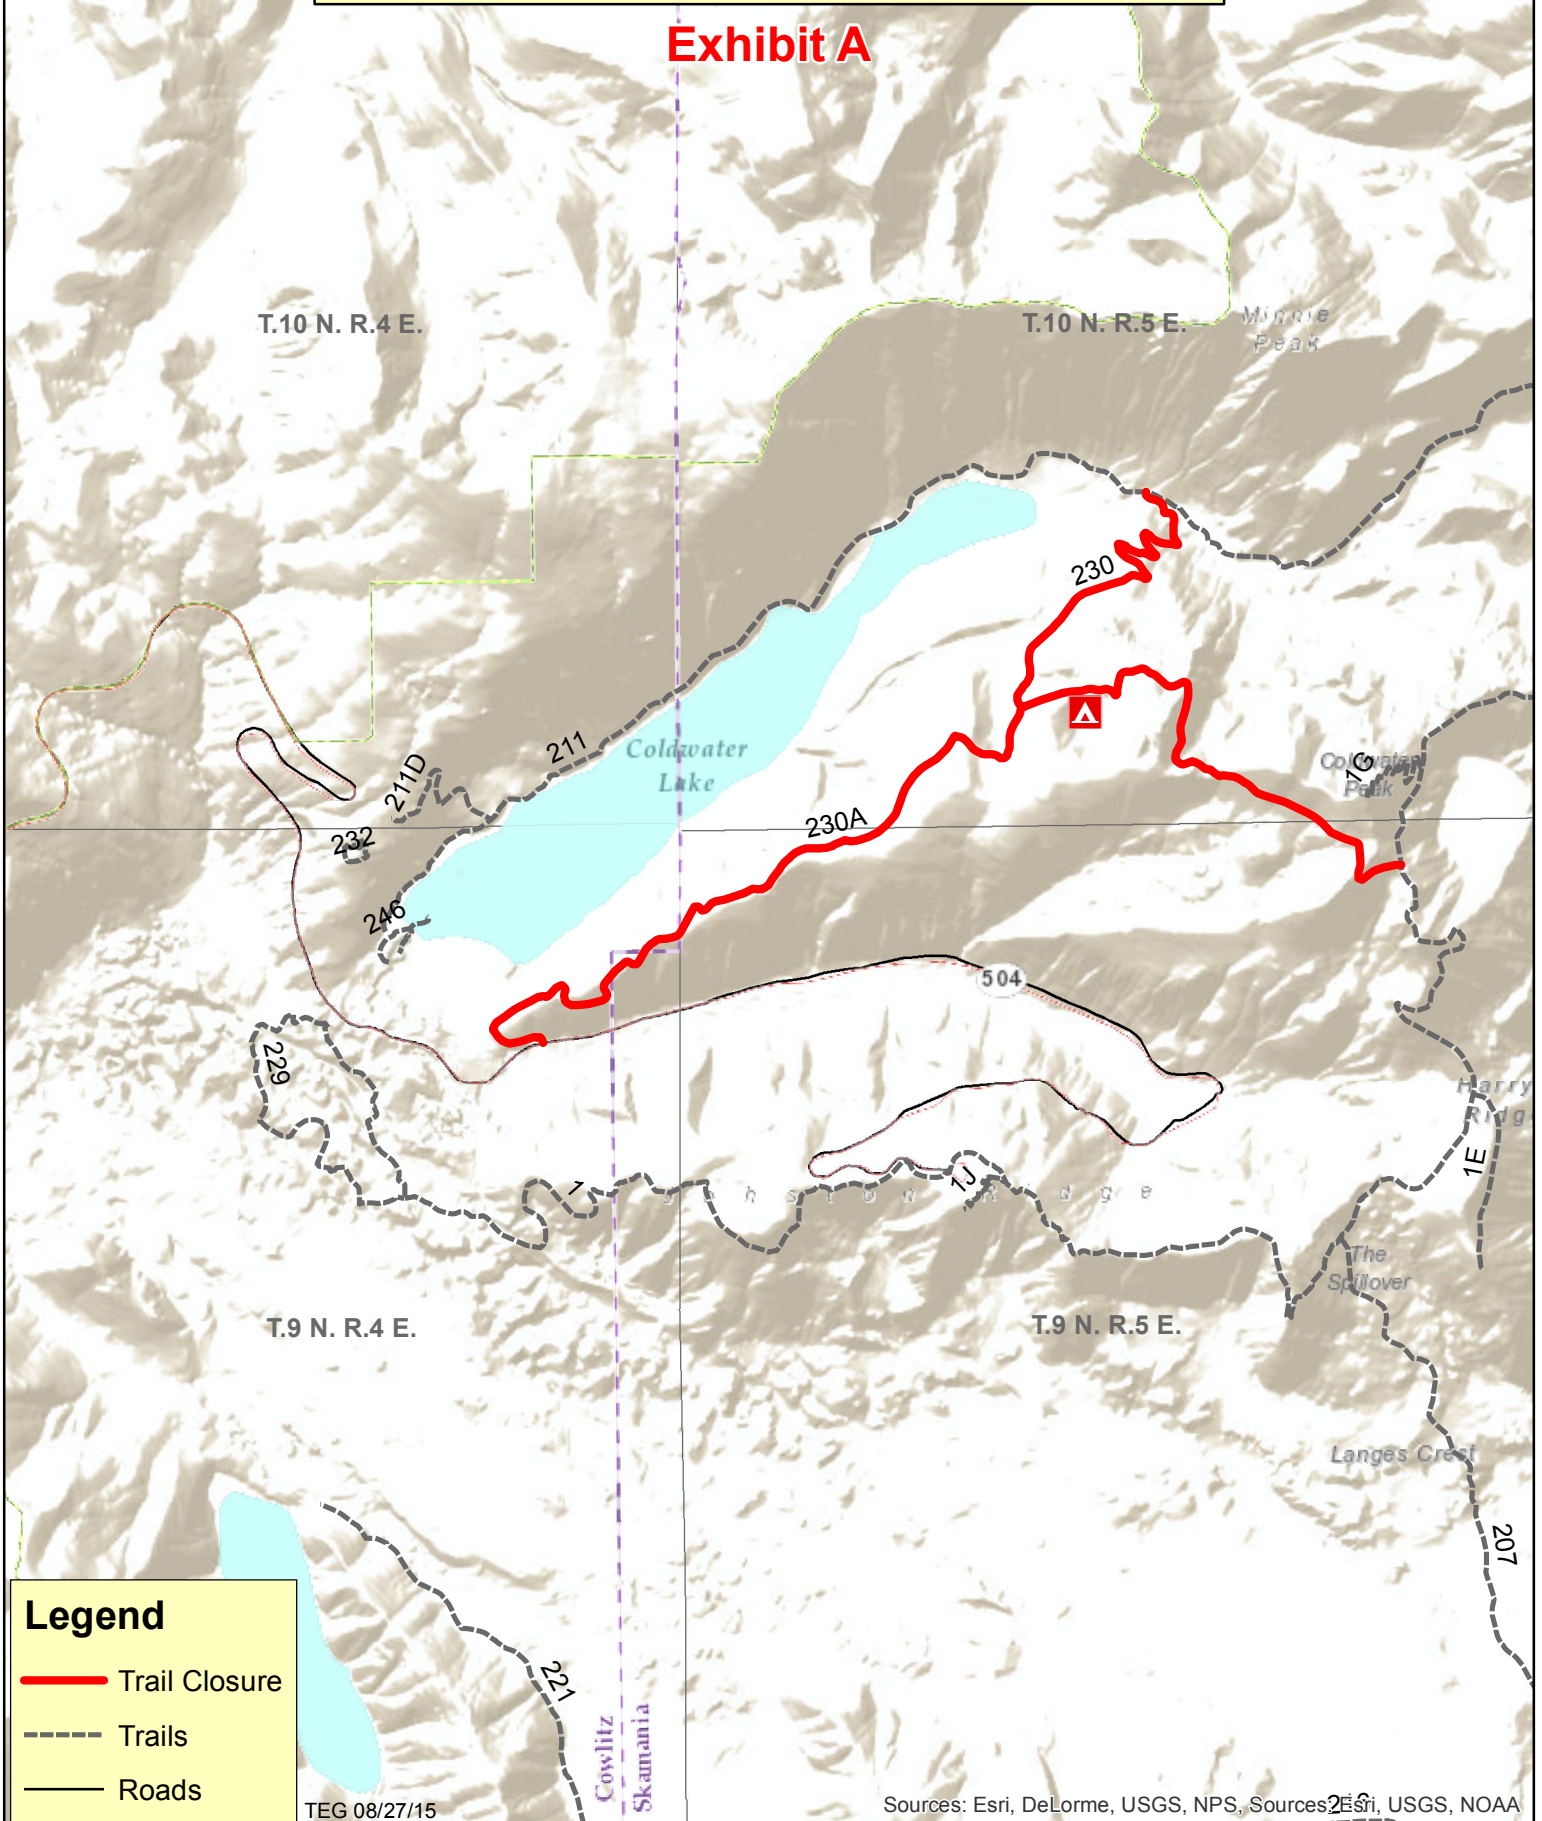 Exhibit A
T.10 N. R.4 E.
T.10 N. R.5 E.
Minnie
Peak
230
211
Coldwater
Lake
211D
1G
Coldwater
Peak
232
230A
246
504
229
Harry
Ridg
1E
1
Johnston Ridge
1J
The
Spillover
T.9 N. R.4 E.
T.9 N. R.5 E.
Langes Crest
207
221
Cowlitz
Skamania
Legend
Trail Closure
Trails
Roads
TEG 08/27/15
Sources: Esri, DeLorme, USGS, NPS, Sources: Esri, USGS, NOAA